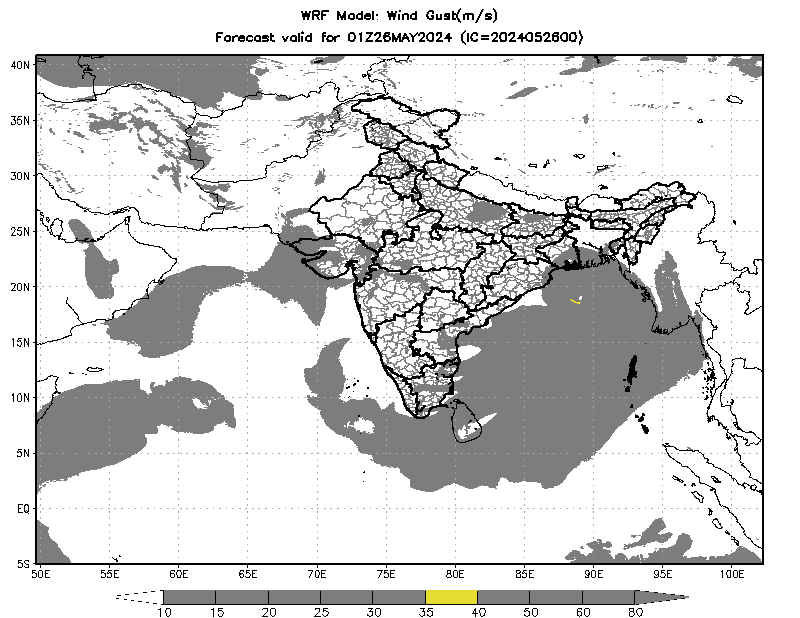 WRF Model: Wind Gust(m/s)
Forecast valid for 01Z26MAY2024 (IC=2024052600)
40N
35N
30N
25N
20N
15N
10N
5N
EQ
5S
50E 55E 60E 65E 70E 75E 80E 85E 90E 95E 100E
10 15 20 25 30 35 40 50 60 80